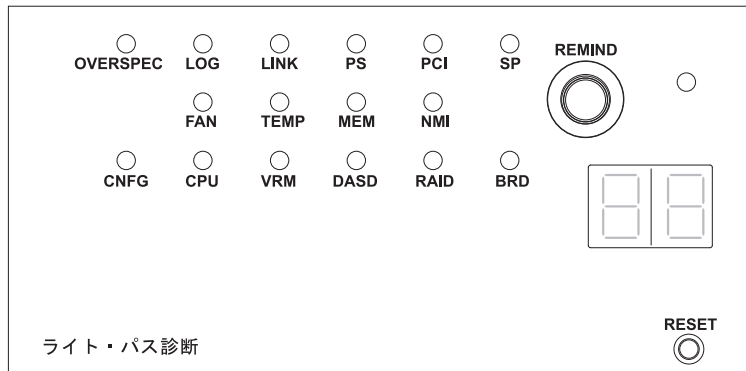 OVERSPEC LOG LINK PS PCI SP REMIND
FAN TEMP MEM NMI
CNFG CPU VRM DASD RAID BRD
RESET
ライト・パス診断